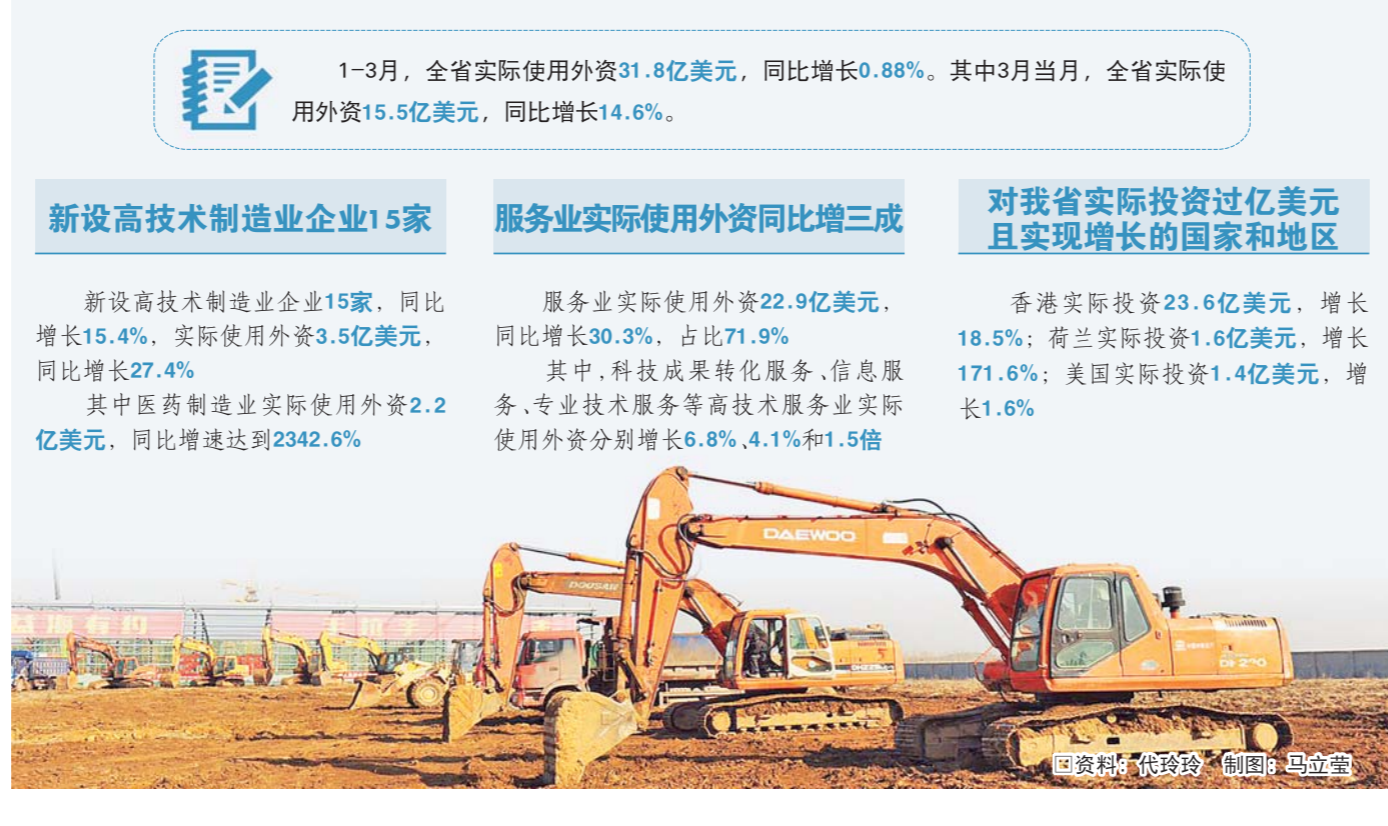 1-3月，全省实际使用外资31.8亿美元，同比增长0.88%。其中3月当月，全省实际使
用外资15.5亿美元，同比增长14.6%。
新设高技术制造业企业15家
新设高技术制造业企业15家，同比
增长15.4%，实际使用外资3.5亿美元，
同比增长27.4%
其中医药制造业实际使用外资2.2
亿美元，同比增速达到2342.6%
服务业实际使用外资同比增三成
服务业实际使用外资22.9亿美元，
同比增长30.3%，占比71.9%
其中，科技成果转化服务、信息服
务、专业技术服务等高技术服务业实际
使用外资分别增长6.8%、4.1%和1.5倍
对我省实际投资过亿美元
且实现增长的国家和地区
香港实际投资23.6亿美元，增长
18.5%；荷兰实际投资1.6亿美元，增长
171.6%；美国实际投资1.4亿美元，增
长1.6%
DAEWOO
DOOSAN
资料：代玲玲 制图：马立莹